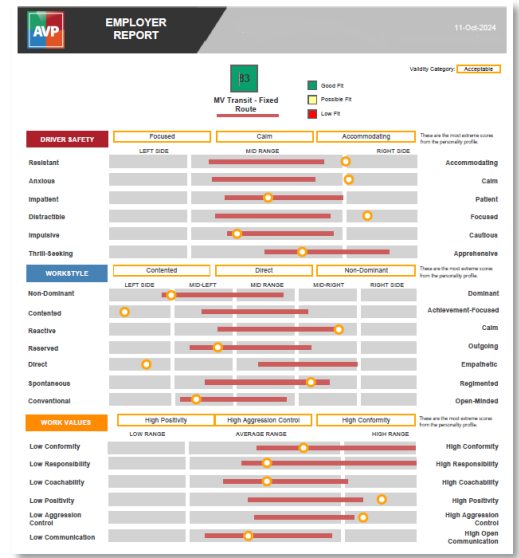 AVP
EMPLOYER
REPORT
11-Oct-2024
Validity Category: Acceptable
83
MV Transit - Fixed
Route
Good Fit
Possible Fit
Low Fit
DRIVER SAFETY Focused Calm Accommodating These are the most extreme scores
from the personality profile.
LEFT SIDE MID RANGE RIGHT SIDE
Resistant Accommodating
Anxious Calm
Impatient Patient
Distractible Focused
Impulsive Cautious
Thrill-Seeking Apprehensive
WORKSTYLE Contented Direct Non-Dominant These are the most extreme scores
from the personality profile.
LEFT SIDE MID-LEFT MID RANGE MID-RIGHT RIGHT SIDE
Non-Dominant Dominant
Contented Achievement-Focused
Reactive Calm
Reserved Outgoing
Direct Empathetic
Spontaneous Regimented
Conventional Open-Minded
WORK VALUES High Positivity High Aggression Control High Conformity These are the most extreme scores
from the personality profile.
LOW RANGE AVERAGE RANGE HIGH RANGE
Low Conformity High Conformity
Low Responsibility High Responsibility
Low Coachability High Coachability
Low Positivity High Positivity
Low Aggression High Aggression
Control Control
Low Communication High Open
Communication